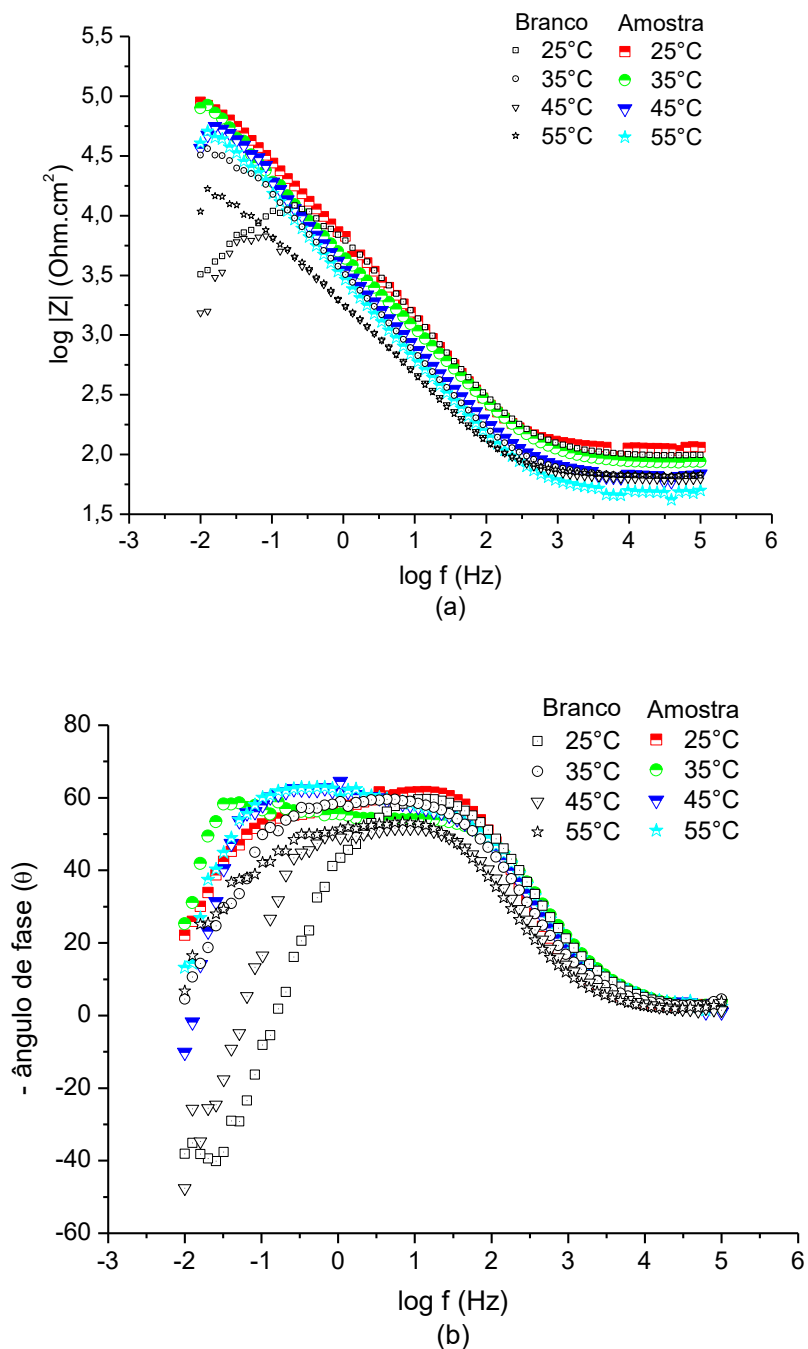 Branco Amostra
25°C 25°C
35°C 35°C
45°C 45°C
55°C 55°C
log |Z| (Ohm.cm²)
5,5
5,0
4,5
4,0
3,5
3,0
2,5
2,0
1,5
-3 -2 -1 0 1 2 3 4 5 6
log f (Hz)
(a)
Branco Amostra
25°C 25°C
35°C 35°C
45°C 45°C
55°C 55°C
- ângulo de fase (θ)
80
60
40
20
0
-20
-40
-60
-3 -2 -1 0 1 2 3 4 5 6
log f (Hz)
(b)